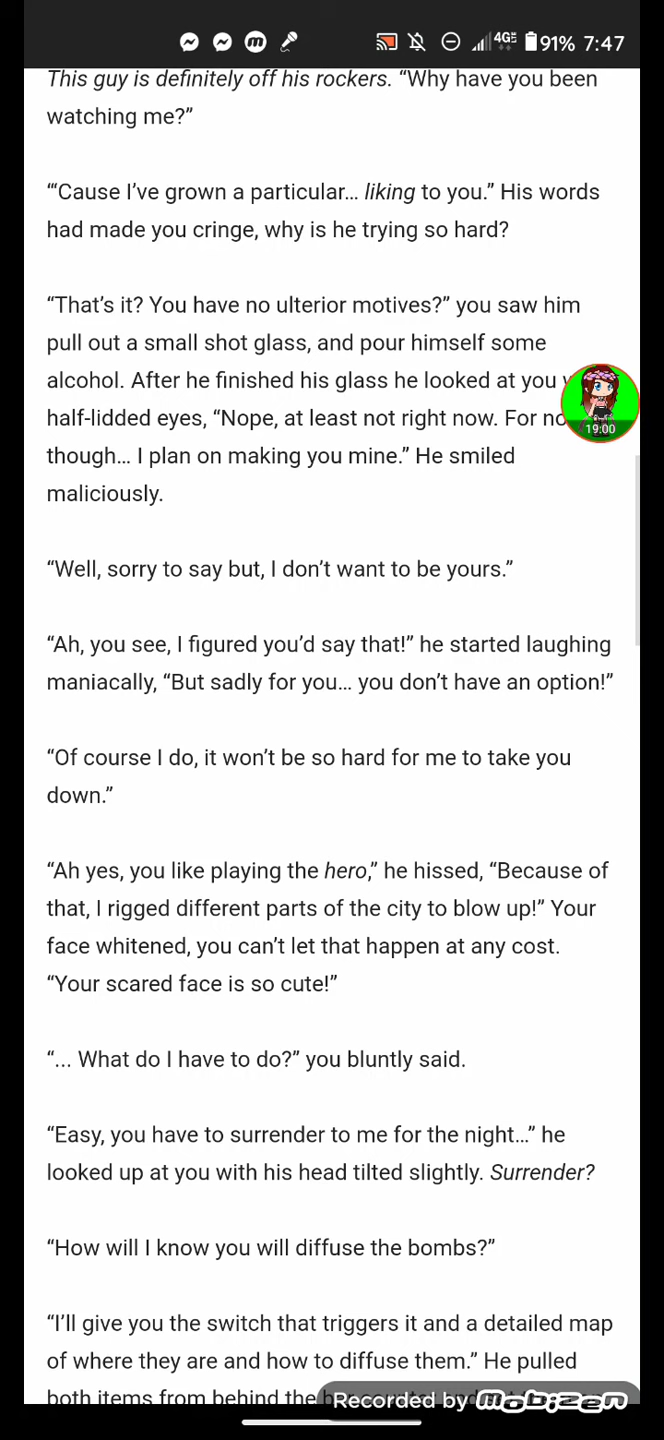 4G 91% 7:47
This guy is definitely off his rockers. “Why have you been
watching me?”
“‘Cause I’ve grown a particular… liking to you.” His words
had made you cringe, why is he trying so hard?
“That’s it? You have no ulterior motives?” you saw him
pull out a small shot glass, and pour himself some
alcohol. After he finished his glass he looked at you
half-lidded eyes, “Nope, at least not right now. For
19:00
though… I plan on making you mine.” He smiled
maliciously.
“Well, sorry to say but, I don’t want to be yours.”
“Ah, you see, I figured you’d say that!” he started laughing
maniacally, “But sadly for you… you don’t have an option!”
“Of course I do, it won’t be so hard for me to take you
down.”
“Ah yes, you like playing the hero,” he hissed, “Because of
that, I rigged different parts of the city to blow up!” Your
face whitened, you can’t let that happen at any cost.
“Your scared face is so cute!”
“... What do I have to do?” you bluntly said.
“Easy, you have to surrender to me for the night…” he
looked up at you with his head tilted slightly. Surrender?
“How will I know you will diffuse the bombs?”
“I’ll give you the switch that triggers it and a detailed map
of where they are and how to diffuse them.” He pulled
both items from behind the
Recorded by Mobizen